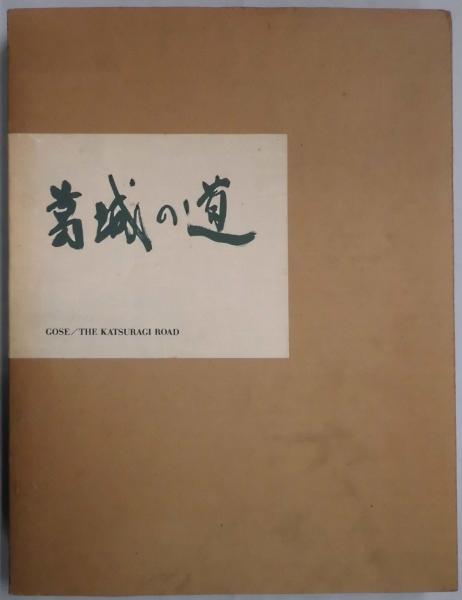 葛城の道
GOSE／THE KATSURAGI ROAD